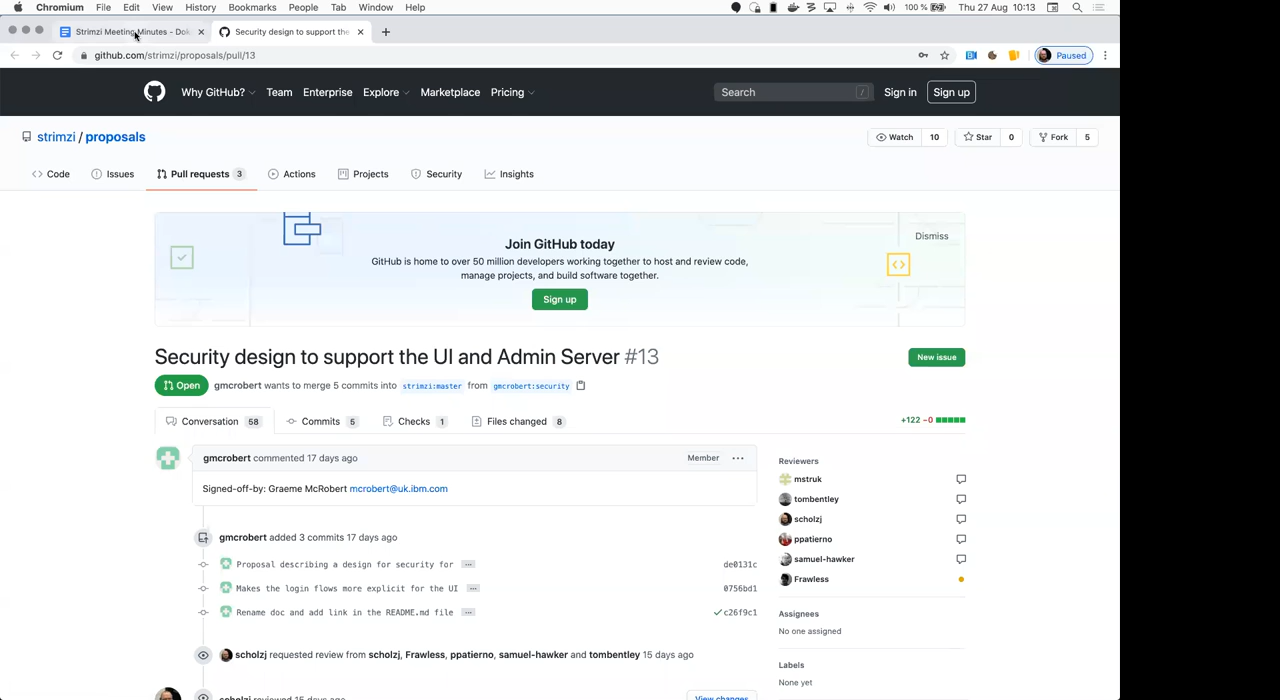 Chromium File Edit View History Bookmarks People Tab Window Help 100 % Thu 27 Aug 10:13
Strimzi Meeting Minutes - Dok Security design to support the
github.com/strimzi/proposals/pull/13 Paused
Why GitHub? Team Enterprise Explore Marketplace Pricing Search / Sign in Sign up
strimzi / proposals Watch 10 Star 0 Fork 5
Code Issues Pull requests 3 Actions Projects Security Insights
Dismiss
Join GitHub today
GitHub is home to over 50 million developers working together to host and review code,
manage projects, and build software together.
Sign up
Security design to support the UI and Admin Server #13 New issue
Open gmcrobert wants to merge 5 commits into strimzi:master from gmcrobert:security
Conversation 58 Commits 5 Checks 1 Files changed 8 +122 −0
gmcrobert commented 17 days ago Member ...
Signed-off-by: Graeme McRobert mcrobert@uk.ibm.com
gmcrobert added 3 commits 17 days ago
Proposal describing a design for security for ... de0131c
Makes the login flows more explicit for the UI ... 0756bd1
Rename doc and add link in the README.md file ... c26f9c1
scholzj requested review from scholzj, Frawless, ppatierno, samuel-hawker and tombentley 15 days ago
scholzj reviewed 15 days ago View changes
Reviewers
mstruk
tombentley
scholzj
ppatierno
samuel-hawker
Frawless
Assignees
No one assigned
Labels
None yet